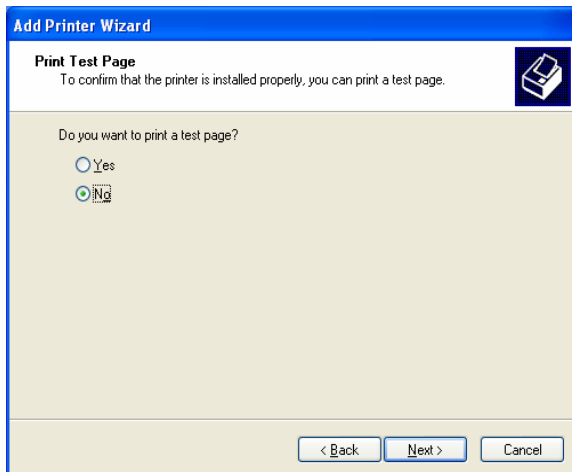 Add Printer Wizard
Print Test Page
To confirm that the printer is installed properly, you can print a test page.
Do you want to print a test page?
Yes
No
< Back
Next >
Cancel